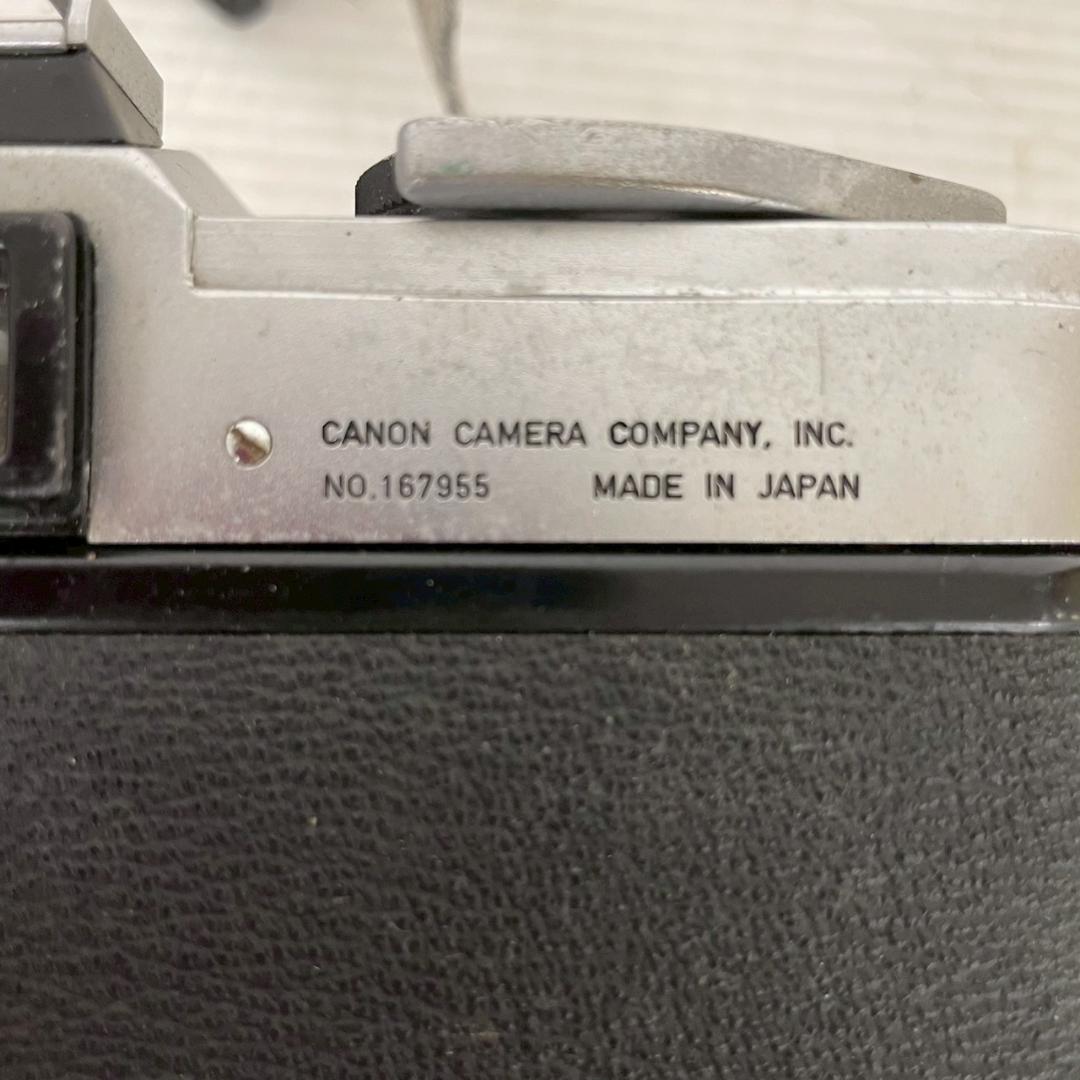 CANON CAMERA COMPANY, INC.
NO.167955 MADE IN JAPAN